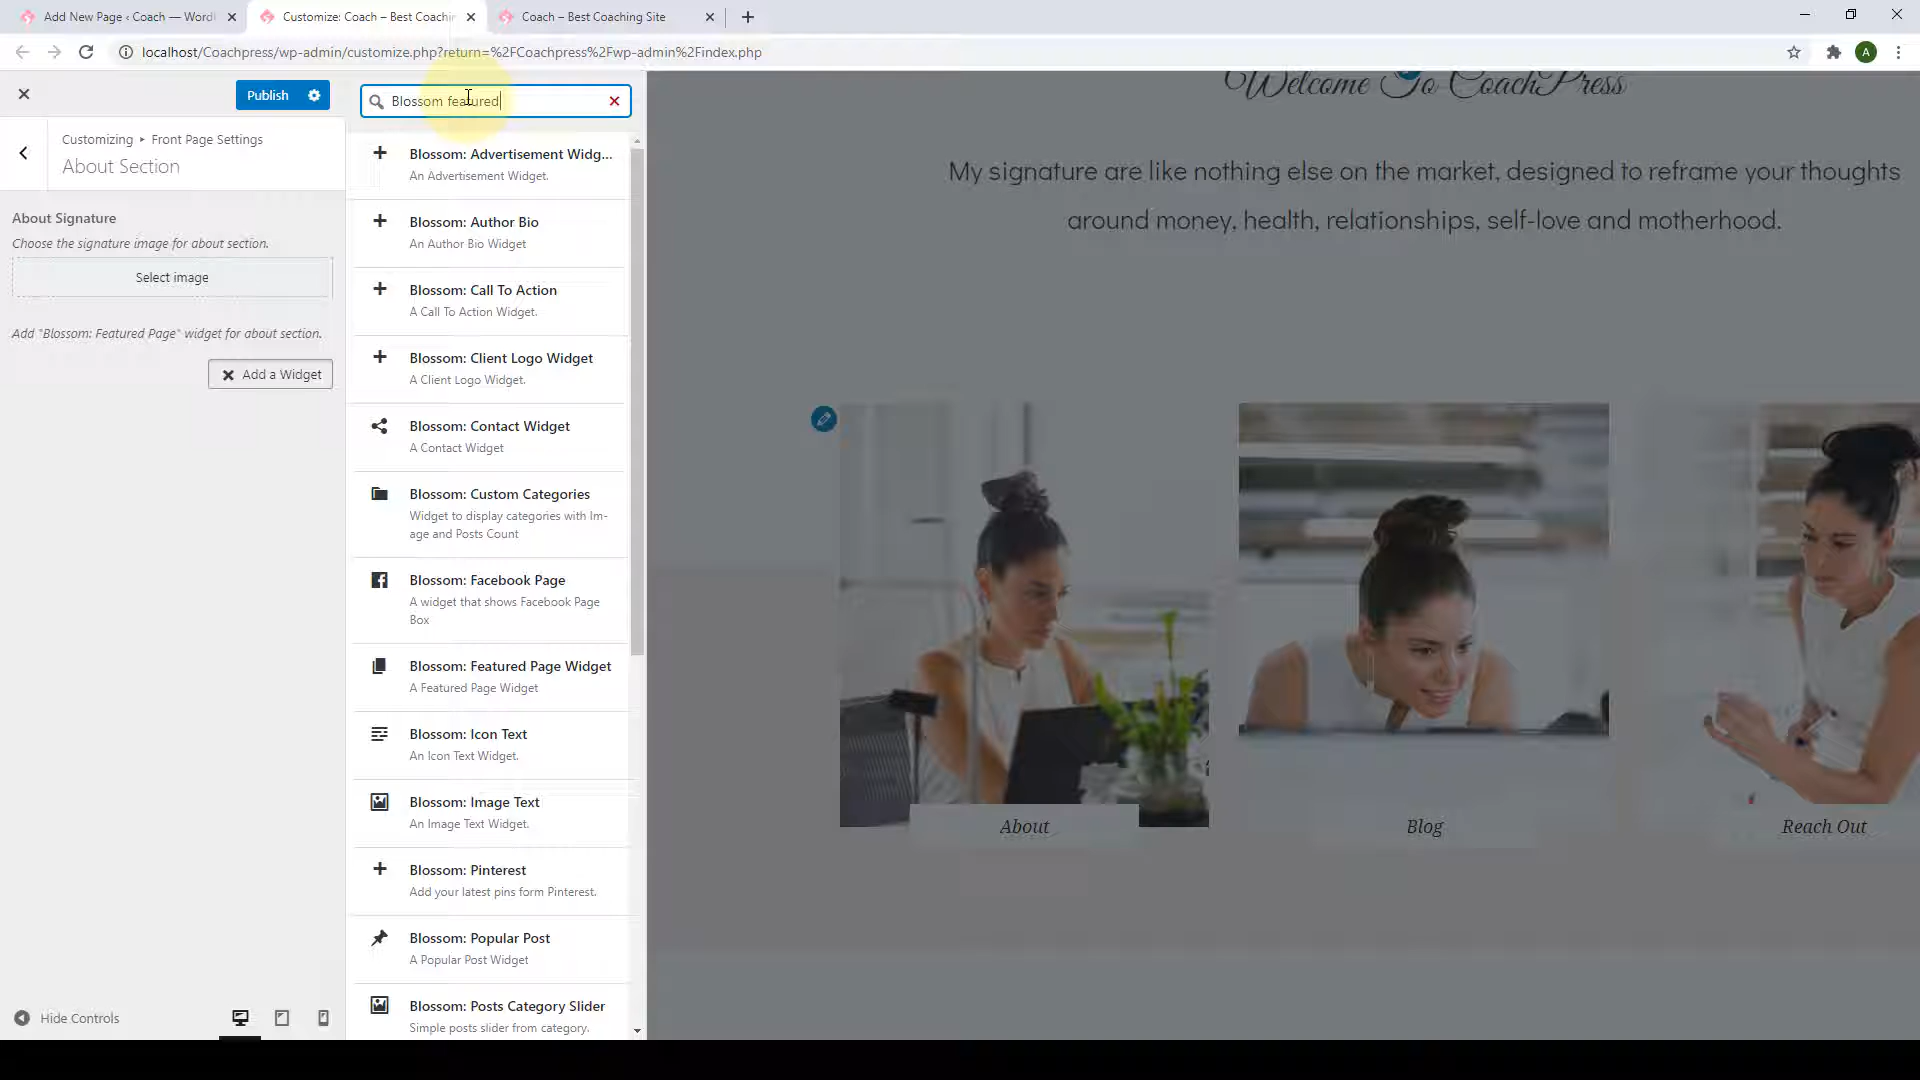 Add New Page ‹ Coach — Word
Customize: Coach – Best Coachin
Coach – Best Coaching Site
localhost/Coachpress/wp-admin/customize.php?return=%2FCoachpress%2Fwp-admin%2Findex.php
A
Publish
Blossom featured
Customizing ▸ Front Page Settings
About Section
About Signature
Choose the signature image for about section.
Select image
Add "Blossom: Featured Page" widget for about section.
Add a Widget
Hide Controls
Blossom: Advertisement Widg...
An Advertisement Widget.
Blossom: Author Bio
An Author Bio Widget
Blossom: Call To Action
A Call To Action Widget.
Blossom: Client Logo Widget
A Client Logo Widget.
Blossom: Contact Widget
A Contact Widget
Blossom: Custom Categories
Widget to display categories with Im-
age and Posts Count
Blossom: Facebook Page
A widget that shows Facebook Page
Box
Blossom: Featured Page Widget
A Featured Page Widget
Blossom: Icon Text
An Icon Text Widget.
Blossom: Image Text
An Image Text Widget.
Blossom: Pinterest
Add your latest pins form Pinterest.
Blossom: Popular Post
A Popular Post Widget
Blossom: Posts Category Slider
Simple posts slider from category.
Welcome To CoachPress
My signature are like nothing else on the market, designed to reframe your thoughts
around money, health, relationships, self-love and motherhood.
About
Blog
Reach Out